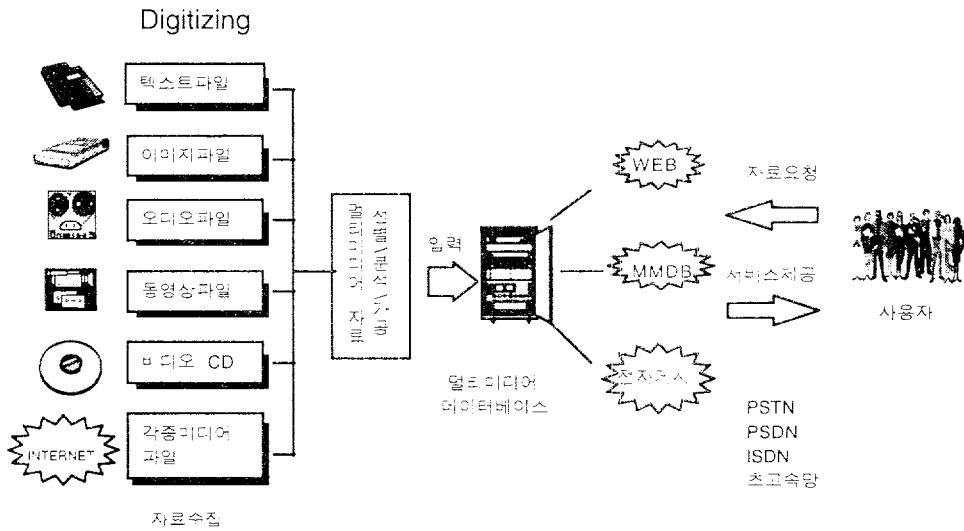 Digitizing
텍스트파일
이미지파일
오디오파일
동영상파일
비디오 CD
INTERNET
각종미디어
파일
자료수집
멀티미디어 자료
선별/분석/가공
입력
멀티미디어
데이터베이스
WEB
MMDB
전자
자료요청
서비스제공
사용자
PSTN
PSDN
ISDN
초고속망